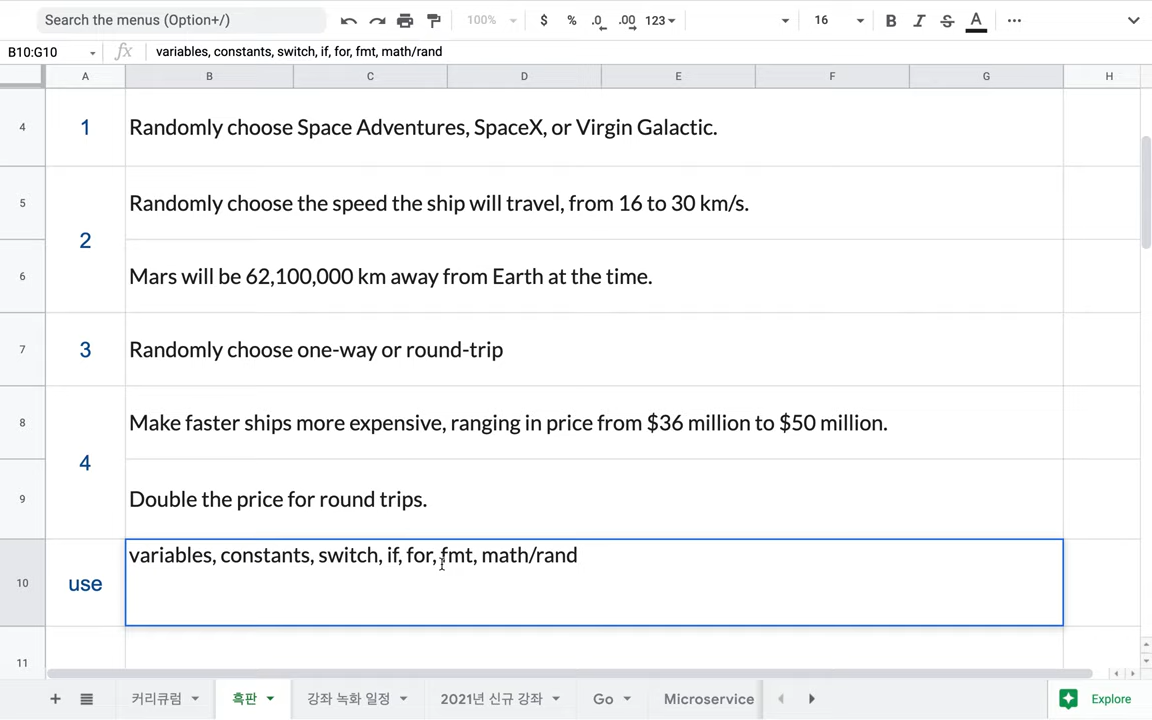 Search the menus (Option+/)
100%
$ % .0 .00 123
16
B I S A
B10:G10 fx variables, constants, switch, if, for, fmt, math/rand
A B C D E F G H
4 1 Randomly choose Space Adventures, SpaceX, or Virgin Galactic.
5 Randomly choose the speed the ship will travel, from 16 to 30 km/s.
2
6 Mars will be 62,100,000 km away from Earth at the time.
7 3 Randomly choose one-way or round-trip
8 Make faster ships more expensive, ranging in price from $36 million to $50 million.
4
9 Double the price for round trips.
10 use variables, constants, switch, if, for, fmt, math/rand
11
커리큘럼 흑판 강좌 녹화 일정 2021년 신규 강좌 Go Microservice Explore